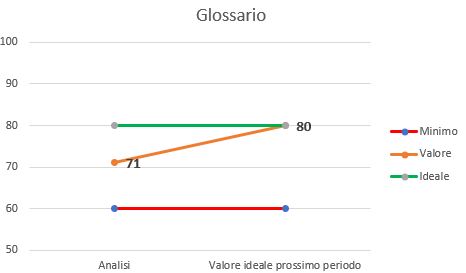 Glossario
100
90
80
70
60
50
71
80
Analisi
Valore ideale prossimo periodo
Minimo
Valore
Ideale